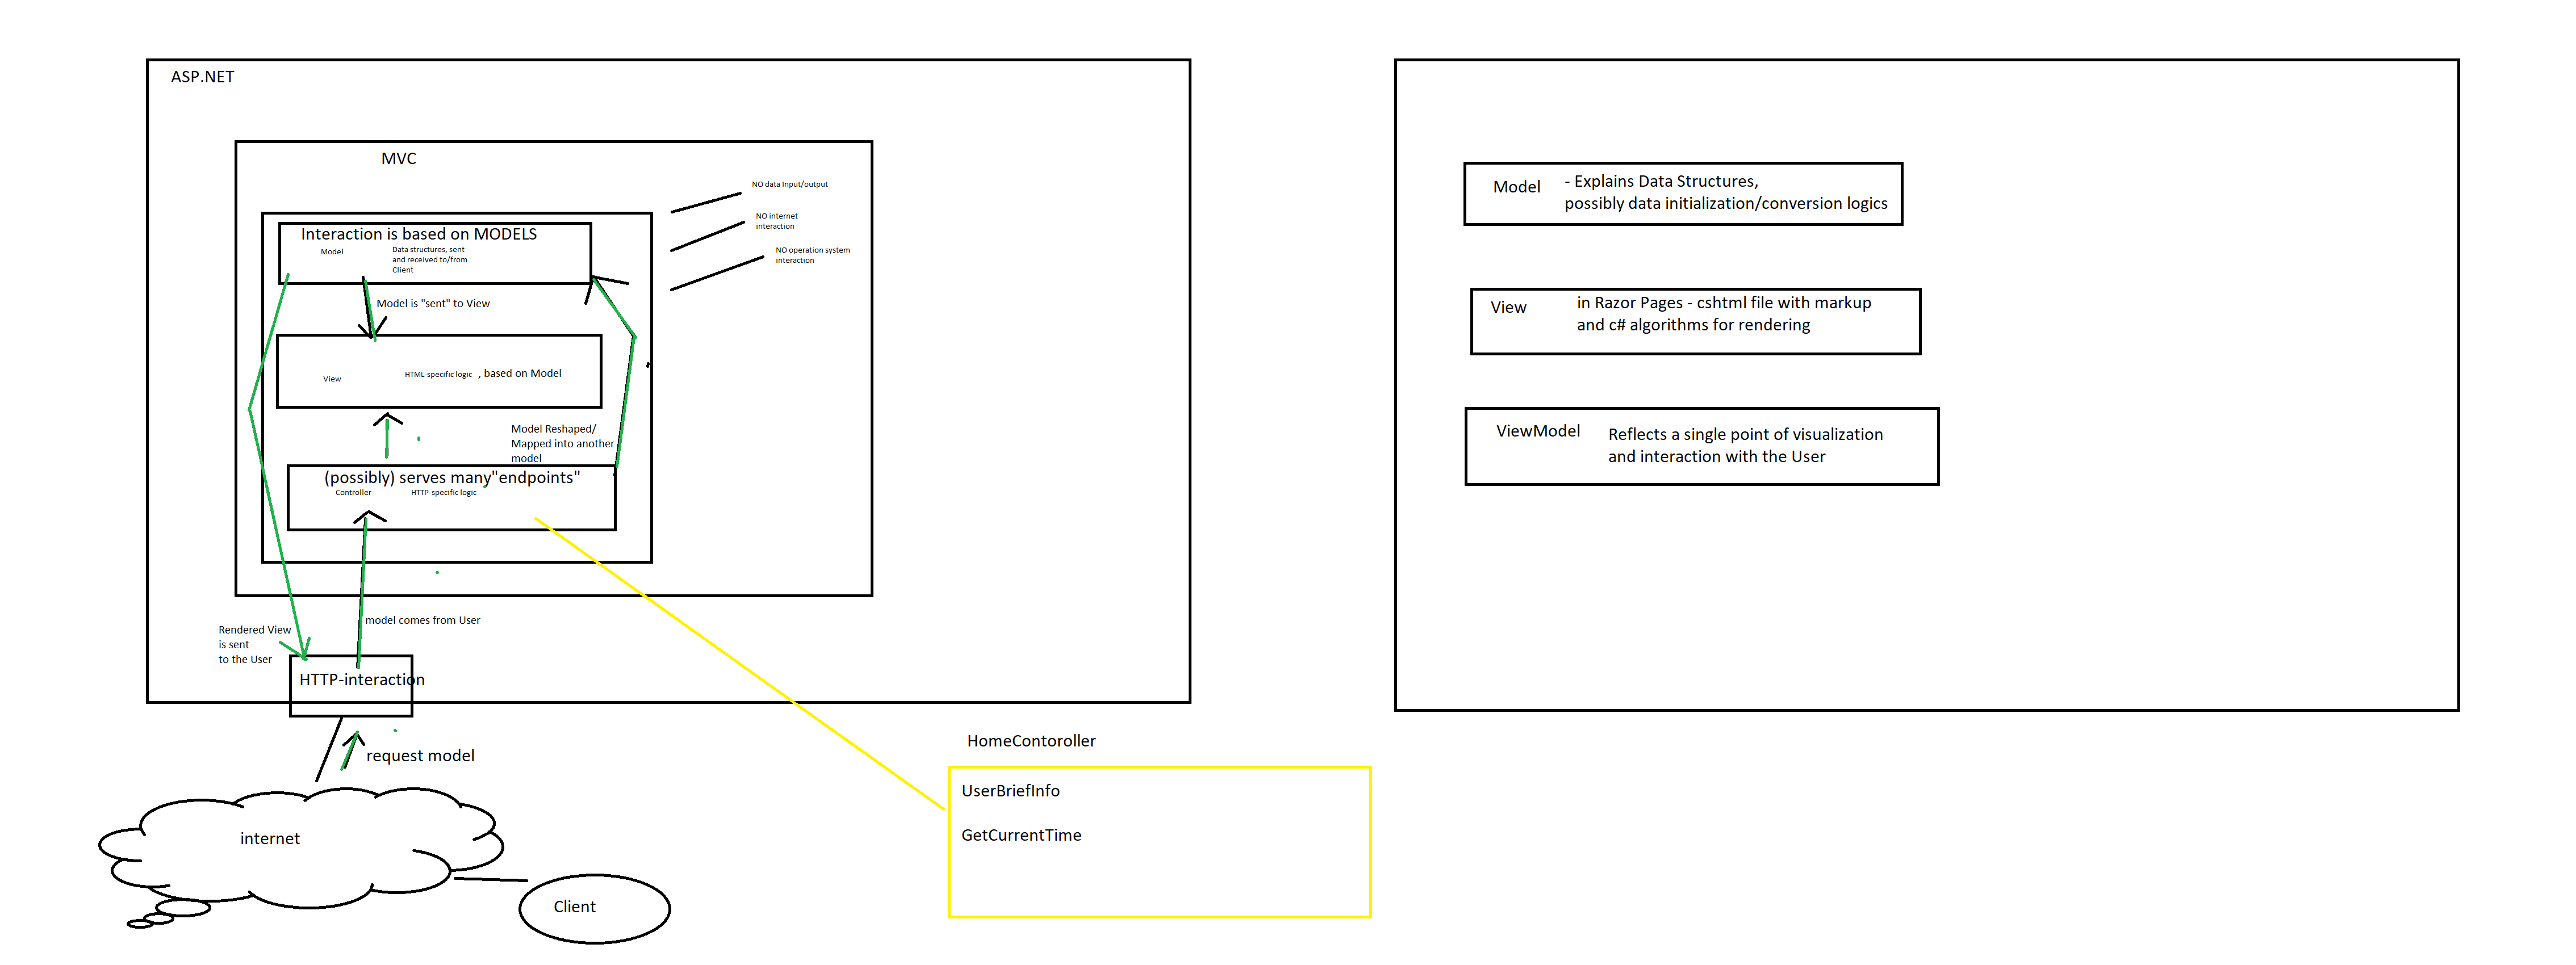 ASP.NET
MVC
NO data Input/output
NO internet
interaction
NO operation system
interaction
Interaction is based on MODELS
Model
Data structures, sent
and received to/from
Client
Model is "sent" to View
View
HTML-specific logic , based on Model
Model Reshaped/
Mapped into another
model
(possibly) serves many"endpoints"
Controller
HTTP-specific logic
model comes from User
Rendered View
is sent
to the User
HTTP-interaction
request model
internet
Client
HomeContoroller
UserBriefInfo
GetCurrentTime
Model
- Explains Data Structures,
possibly data initialization/conversion logics
View
in Razor Pages - cshtml file with markup
and c# algorithms for rendering
ViewModel
Reflects a single point of visualization
and interaction with the User